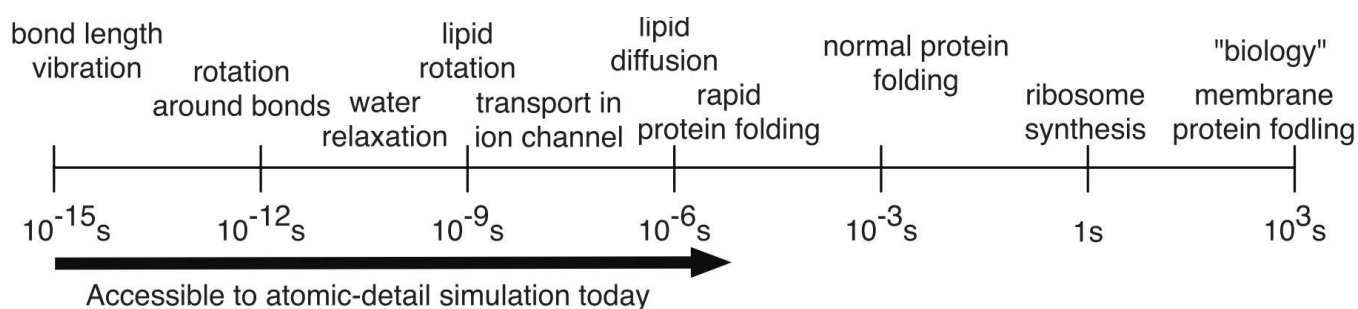 bond length
vibration
rotation
around bonds
water
relaxation
lipid
rotation
transport in
ion channel
lipid
diffusion
rapid
protein folding
normal protein
folding
ribosome
synthesis
"biology"
membrane
protein fodling
10⁻¹⁵s
10⁻¹²s
10⁻⁹s
10⁻⁶s
10⁻³s
1s
10³s
Accessible to atomic-detail simulation today